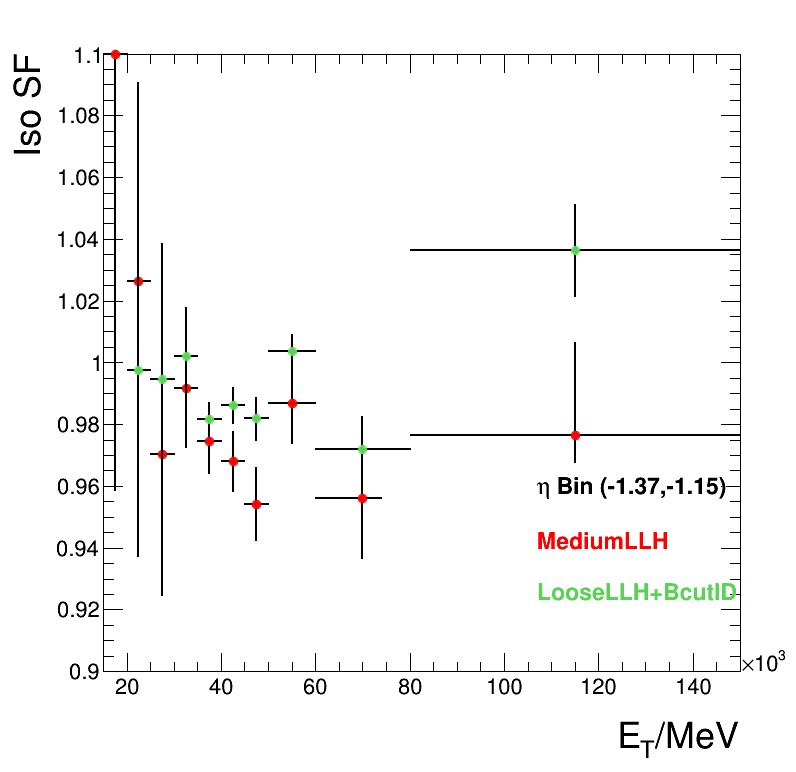 Iso SF
1.1
1.08
1.06
1.04
1.02
1
0.98
0.96
0.94
0.92
0.9
η Bin (-1.37,-1.15)
MediumLLH
LooseLLH+BcutID
20 40 60 80 100 120 140
×10³
E_T/MeV